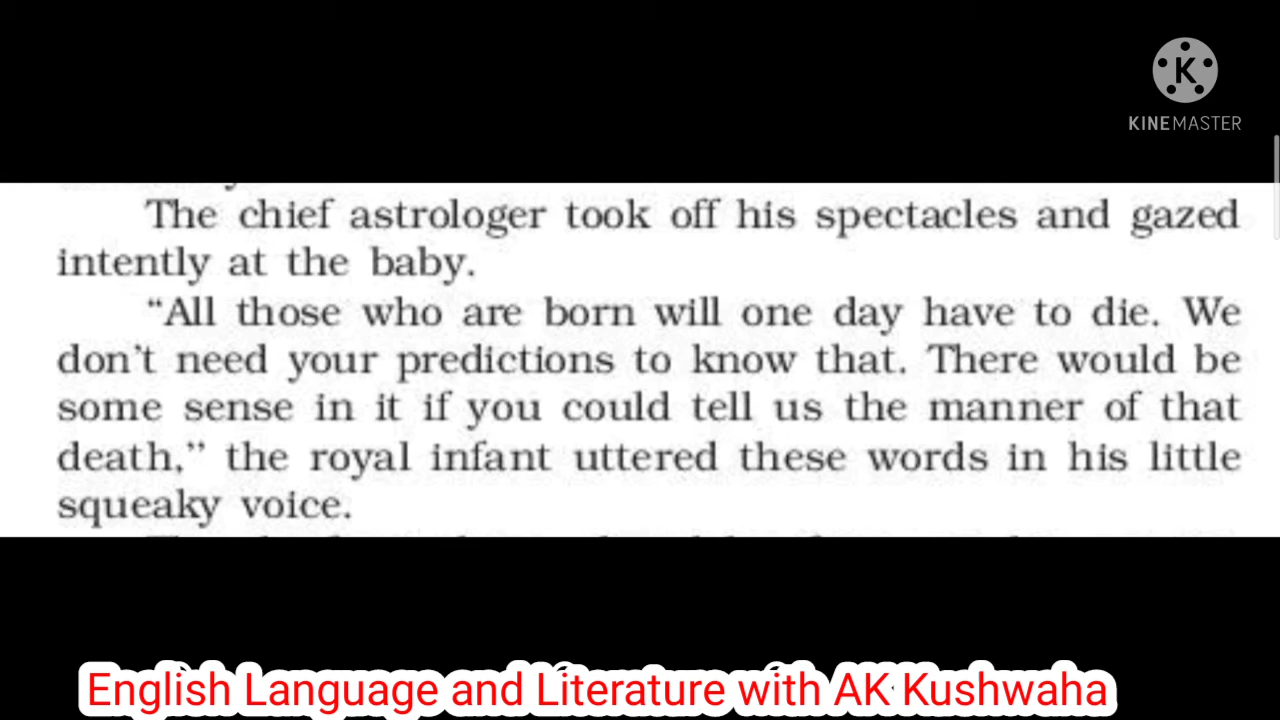 KINEMASTER
The chief astrologer took off his spectacles and gazed
intently at the baby.
“All those who are born will one day have to die. We
don’t need your predictions to know that. There would be
some sense in it if you could tell us the manner of that
death,’’ the royal infant uttered these words in his little
squeaky voice.
English Language and Literature with AK Kushwaha